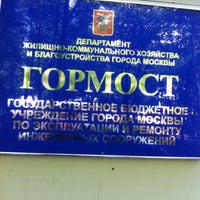 ДЕПАРТАМЕНТ
ЖИЛИЩНО-КОММУНАЛЬНОГО ХОЗЯЙСТВА
И БЛАГОУСТРОЙСТВА ГОРОДА МОСКВЫ
ГОРМОСТ
ГОСУДАРСТВЕННОЕ БЮДЖЕТНОЕ
УЧРЕЖДЕНИЕ ГОРОДА МОСКВЫ
ПО ЭКСПЛУАТАЦИИ И РЕМОНТУ
ИНЖЕНЕРНЫХ СООРУЖЕНИЙ